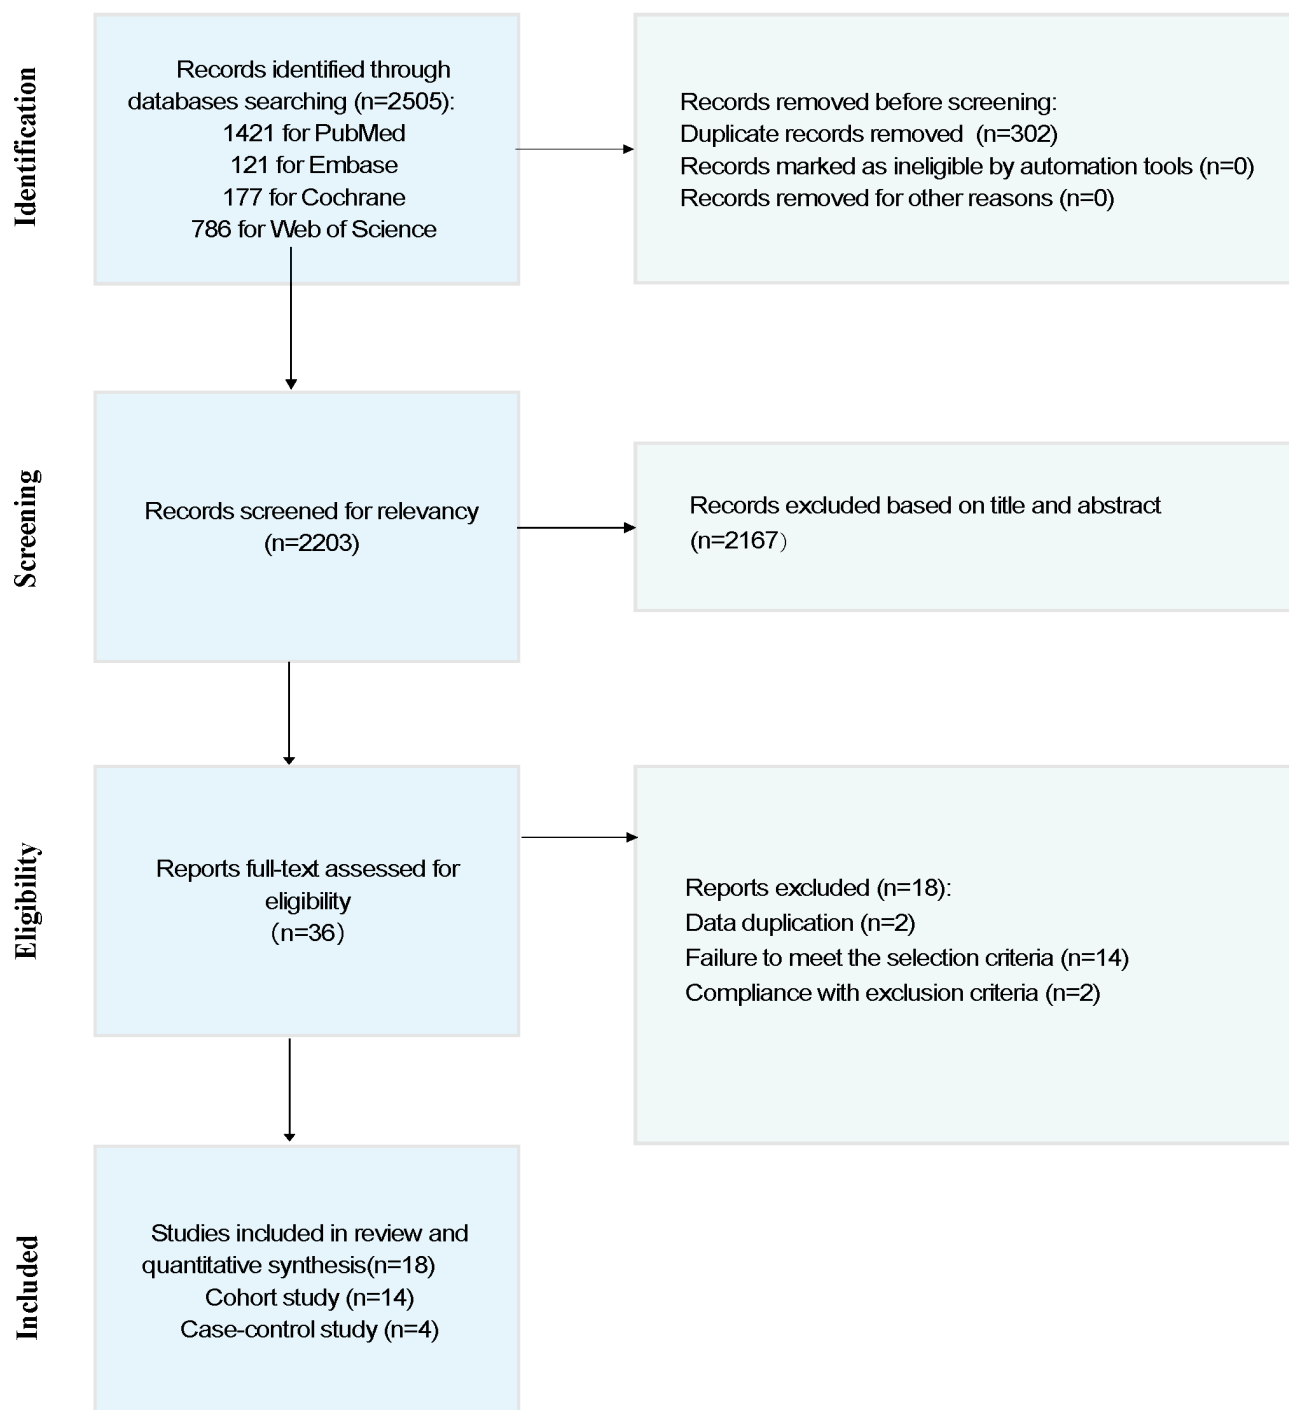 Identification
Records identified through
databases searching (n=2505):
1421 for PubMed
121 for Embase
177 for Cochrane
786 for Web of Science
Records removed before screening:
Duplicate records removed (n=302)
Records marked as ineligible by automation tools (n=0)
Records removed for other reasons (n=0)
Screening
Records screened for relevancy
(n=2203)
Records excluded based on title and abstract
(n=2167）
Eligibility
Reports full-text assessed for
eligibility
（n=36）
Reports excluded (n=18):
Data duplication (n=2)
Failure to meet the selection criteria (n=14)
Compliance with exclusion criteria (n=2)
Included
Studies included in review and
quantitative synthesis(n=18)
Cohort study (n=14)
Case-control study (n=4)